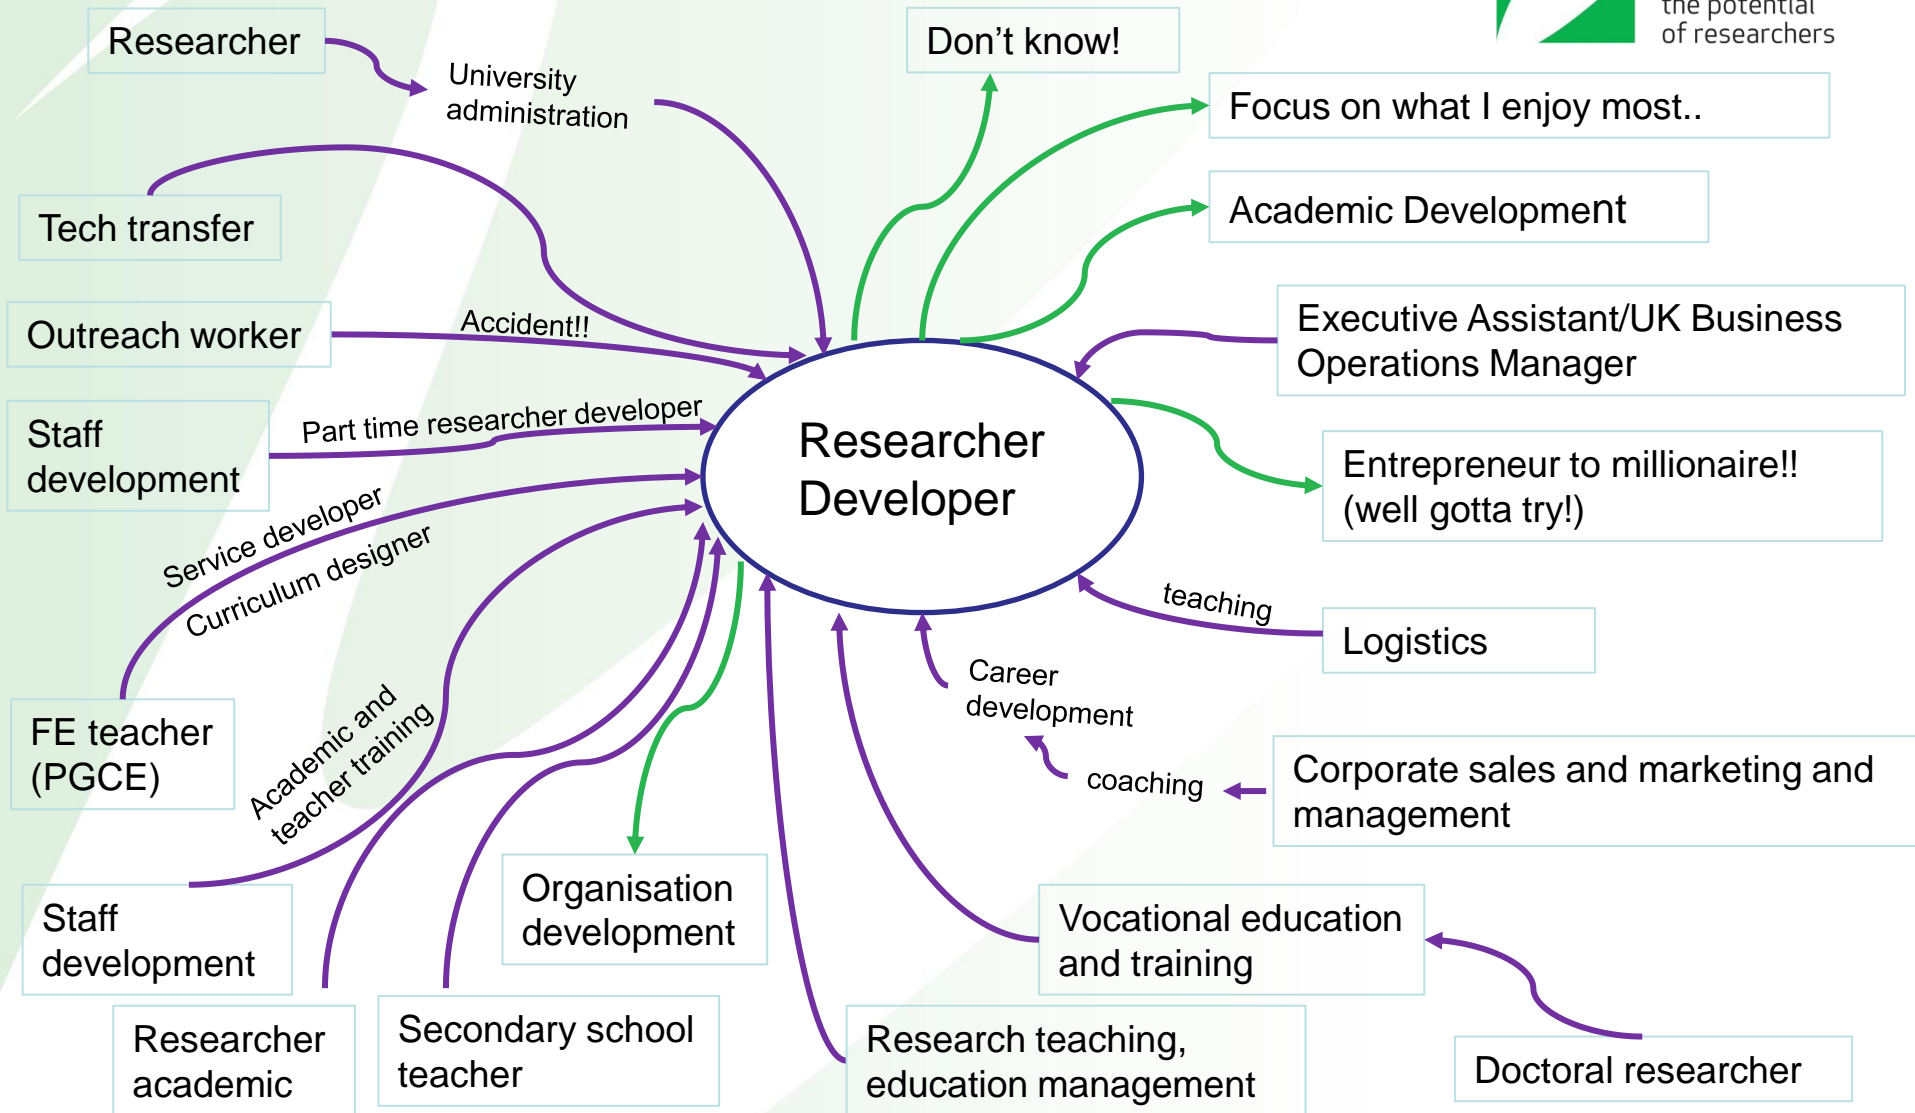 the potential
of researchers
Researcher
University
administration
Don't know!
Focus on what I enjoy most..
Tech transfer
Academic Development
Outreach worker
Accident!!
Executive Assistant/UK Business
Operations Manager
Staff
development
Part time researcher developer
Researcher
Developer
Entrepreneur to millionaire!!
(well gotta try!)
Service developer
Curriculum designer
teaching
Logistics
FE teacher
(PGCE)
Academic and
teacher training
Career
development
coaching
Corporate sales and marketing and
management
Staff
development
Organisation
development
Vocational education
and training
Researcher
academic
Secondary school
teacher
Research teaching,
education management
Doctoral researcher